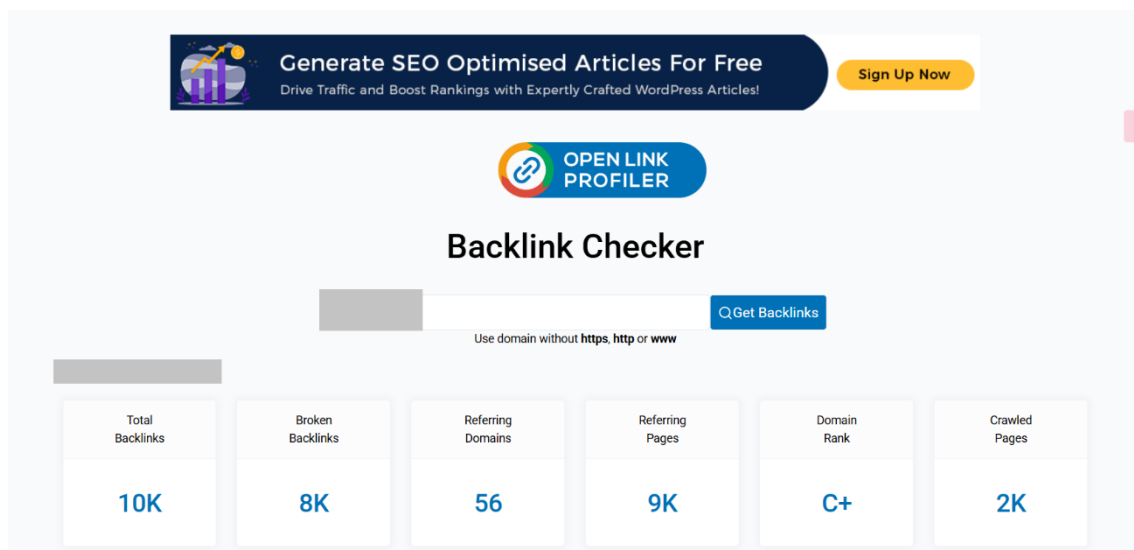 Generate SEO Optimised Articles For Free
Drive Traffic and Boost Rankings with Expertly Crafted WordPress Articles!
Sign Up Now
OPEN LINK
PROFILER
Backlink Checker
Get Backlinks
Use domain without https, http or www
Total
Backlinks
10K
Broken
Backlinks
8K
Referring
Domains
56
Referring
Pages
9K
Domain
Rank
C+
Crawled
Pages
2K